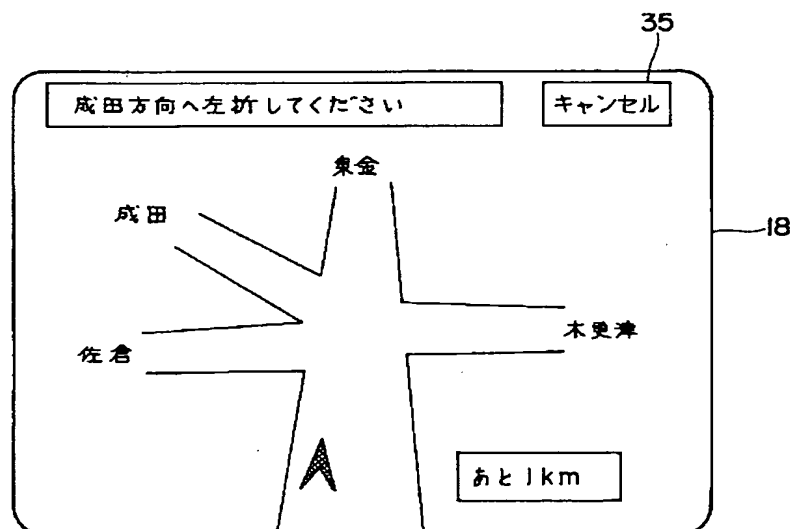 35
成田方向へ左折してください
キャンセル
東金
成田
18
木更津
佐倉
あと1km